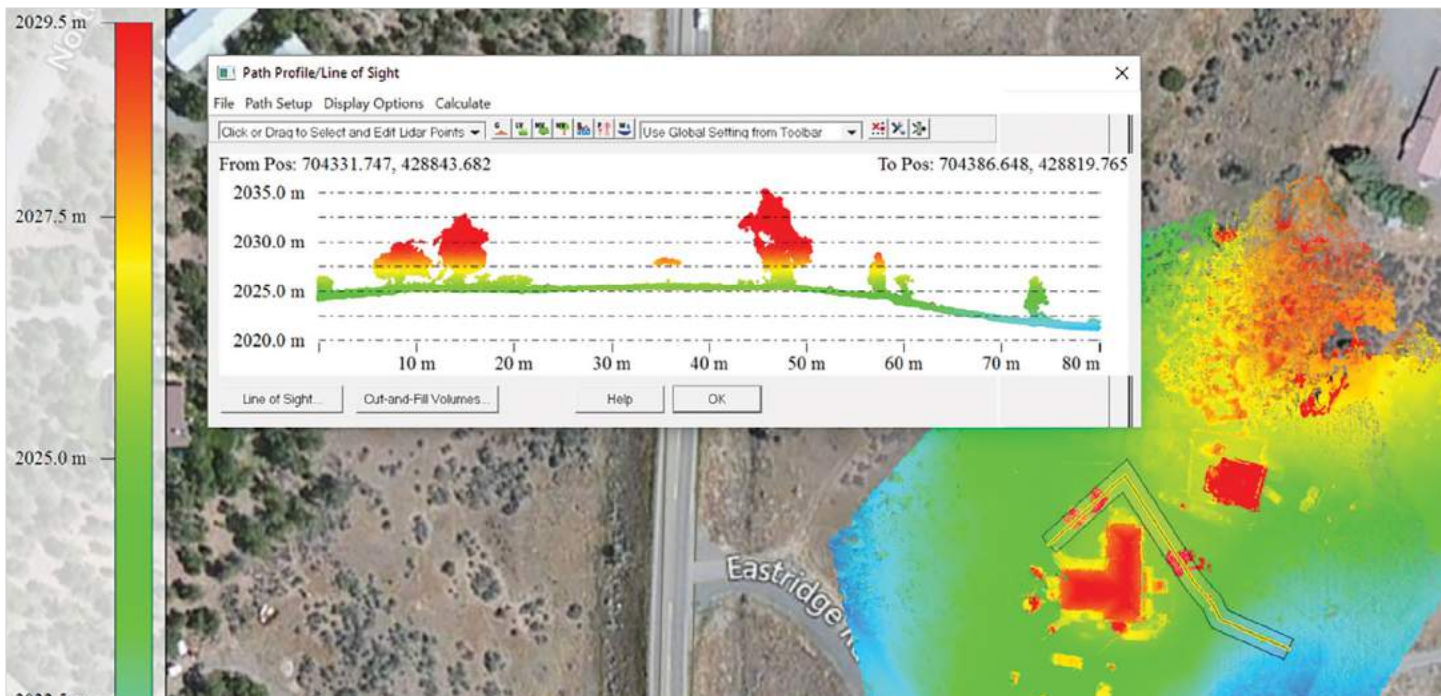 2029.5 m
2027.5 m
2025.0 m
Path Profile/Line of Sight
File Path Setup Display Options Calculate
Click or Drag to Select and Edit Lidar Points
Use Global Setting from Toolbar
From Pos: 704331.747, 428843.682
To Pos: 704386.648, 428819.765
2035.0 m
2030.0 m
2025.0 m
2020.0 m
10 m 20 m 30 m 40 m 50 m 60 m 70 m 80 m
Line of Sight... Cut-and-Fill Volumes... Help OK
Eastridge